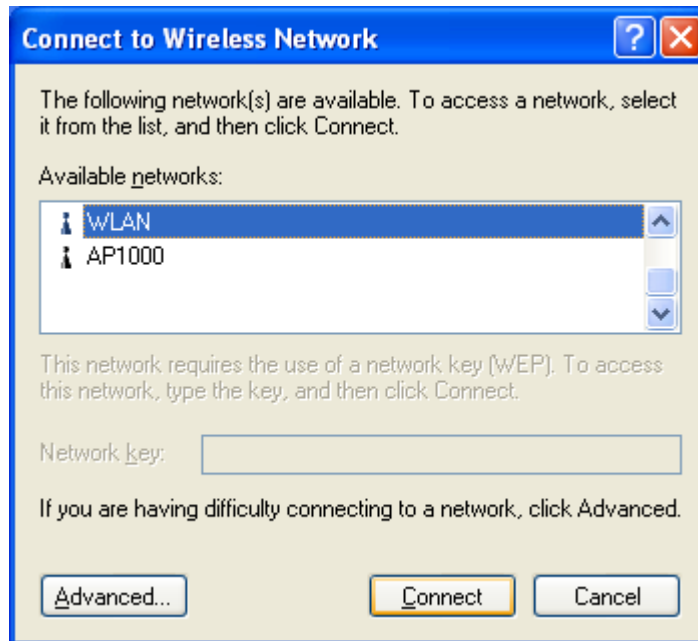 Connect to Wireless Network
?
The following network(s) are available. To access a network, select
it from the list, and then click Connect.
Available networks:
WLAN
AP1000
This network requires the use of a network key (WEP). To access
this network, type the key, and then click Connect.
Network key:
If you are having difficulty connecting to a network, click Advanced.
Advanced... Connect Cancel